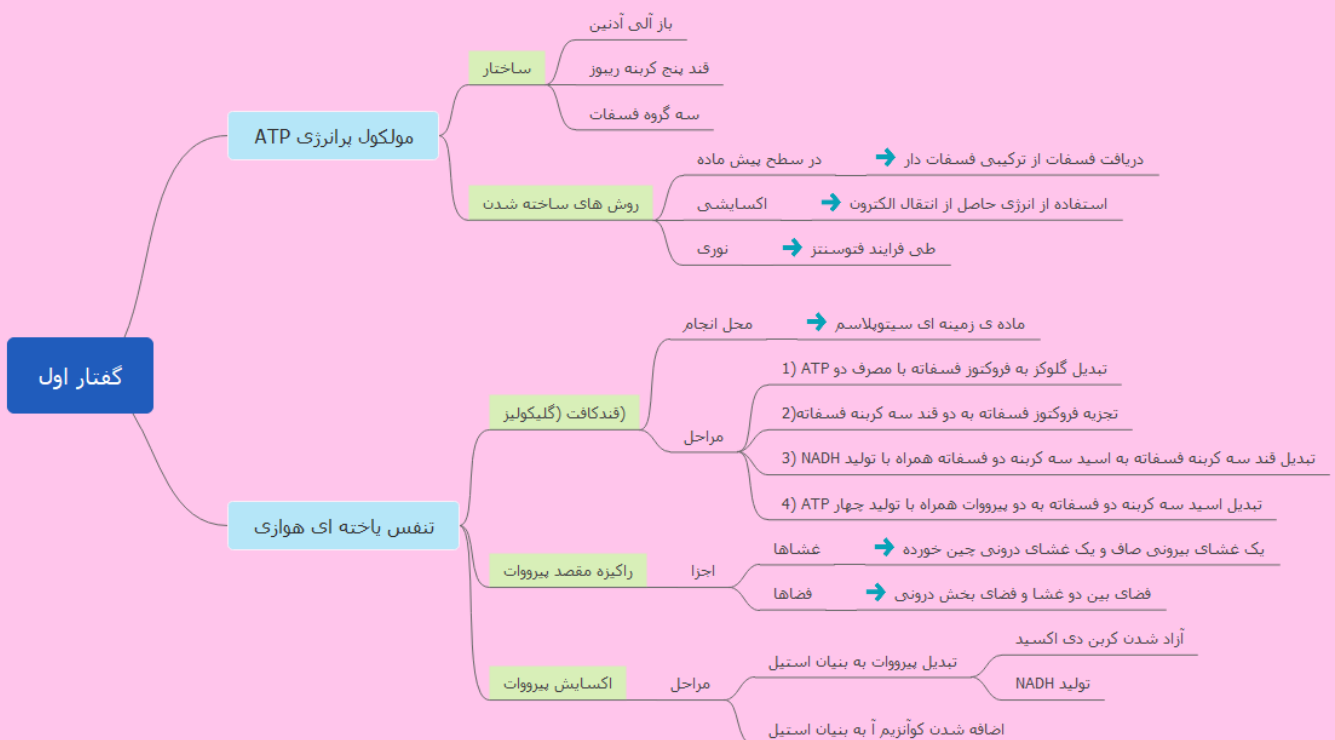 گفتار اول
مولکول پرانرژی ATP
ساختار
باز آلی آدنین
قند پنج کربنه ریبوز
سه گروه فسفات
روش های ساخته شدن
در سطح پیش ماده
دریافت فسفات از ترکیبی فسفات دار
اکسایشی
استفاده از انرژی حاصل از انتقال الکترون
نوری
طی فرایند فتوسنتز
تنفس یاخته ای هوازی
(قندکافت (گلیکولیز
محل انجام
ماده ی زمینه ای سیتوپلاسم
مراحل
تبدیل گلوکز به فروکتوز فسفاته با مصرف دو ATP (1
تجزیه فروکتوز فسفاته به دو قند سه کربنه فسفاته(2
تبدیل قند سه کربنه فسفاته به اسید سه کربنه دو فسفاته همراه با تولید NADH (3
تبدیل اسید سه کربنه دو فسفاته به دو پیرووات همراه با تولید چهار ATP (4
راکیزه مقصد پیرووات
اجزا
غشاها
یک غشای بیرونی صاف و یک غشای درونی چین خورده
فضاها
فضای بین دو غشا و فضای بخش درونی
اکسایش پیرووات
مراحل
تبدیل پیرووات به بنیان استیل
آزاد شدن کربن دی اکسید
تولید NADH
اضافه شدن کوآنزیم آ به بنیان استیل